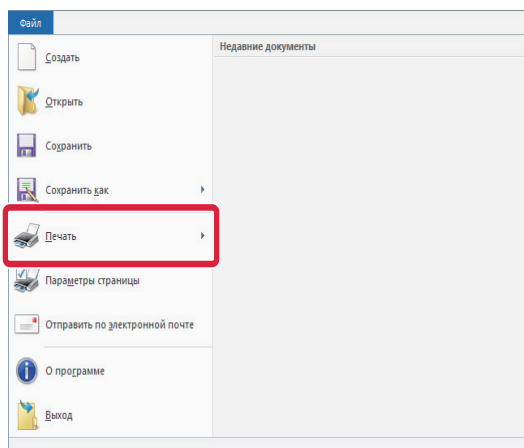 Файл
Недавние документы
Создать
Открыть
Сохранить
Сохранить как
Печать
Параметры страницы
Отправить по электронной почте
О программе
Выход